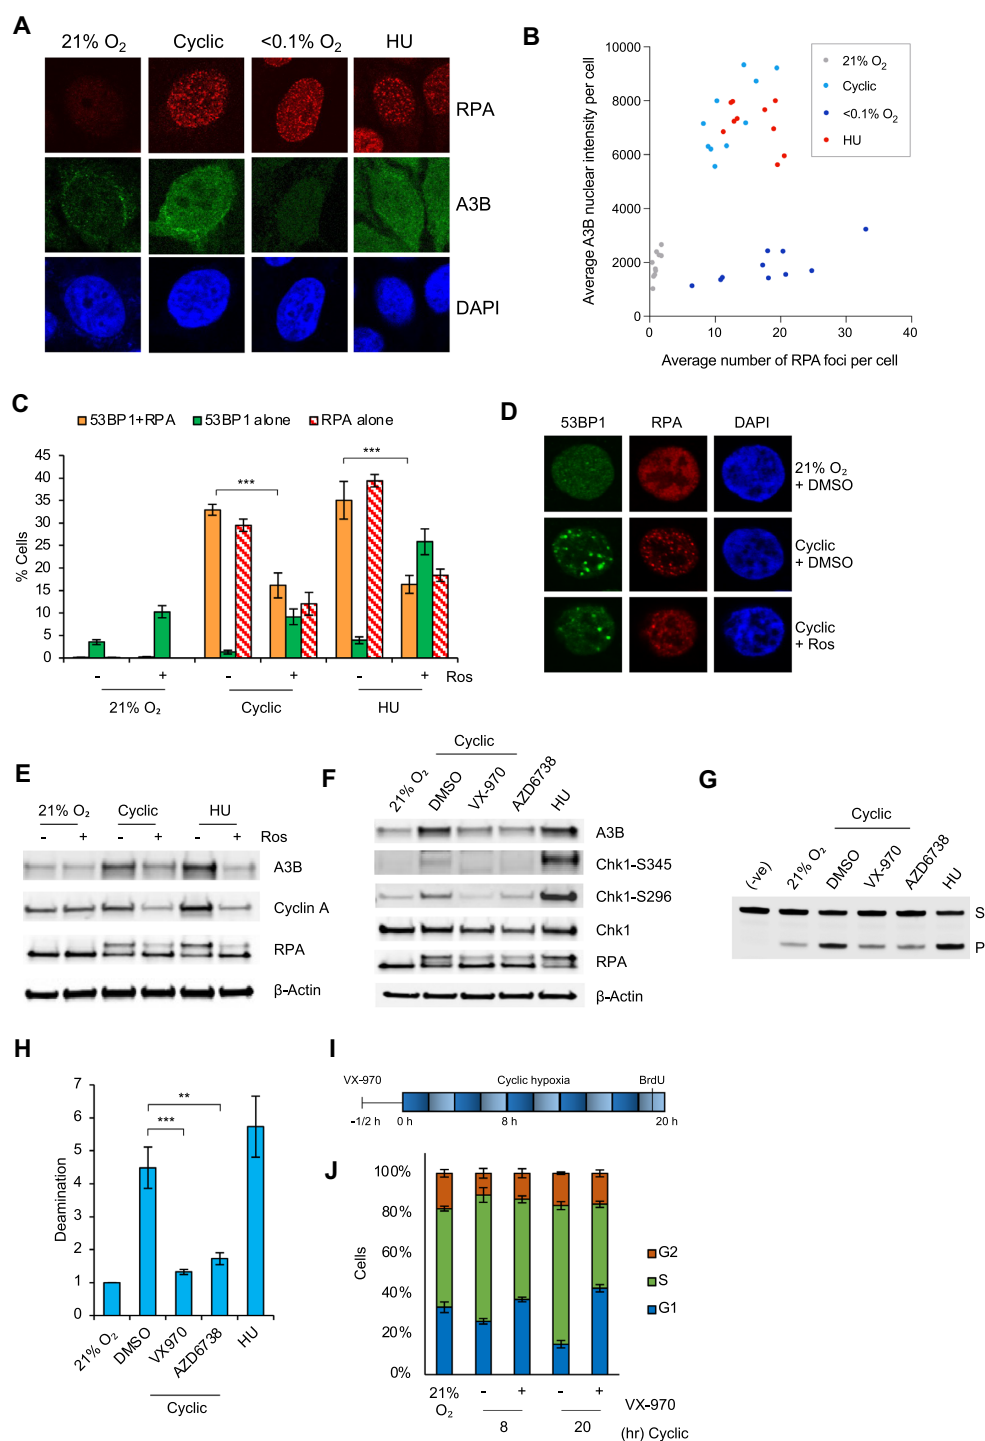 A
21% O₂ Cyclic <0.1% O₂ HU
RPA
A3B
DAPI
B
Average A3B nuclear intensity per cell
10000
8000
6000
4000
2000
0
0 10 20 30 40
Average number of RPA foci per cell
21% O₂
Cyclic
<0.1% O₂
HU
C
53BP1+RPA 53BP1 alone RPA alone
% Cells
45
40
35
30
25
20
15
10
5
0
*** ***
- + - + - + Ros
21% O₂ Cyclic HU
D
53BP1 RPA DAPI
21% O₂
+ DMSO
Cyclic
+ DMSO
Cyclic
+ Ros
E
21% O₂ Cyclic HU
- + - + - + Ros
A3B
Cyclin A
RPA
β-Actin
F
Cyclic
21% O₂ DMSO VX-970 AZD6738 HU
A3B
Chk1-S345
Chk1-S296
Chk1
RPA
β-Actin
G
Cyclic
(-ve) 21% O₂ DMSO VX-970 AZD6738 HU
S
P
H
Deamination
7
6
5
4
3
2
1
0
**
***
21% O₂ DMSO VX970 AZD6738 HU
Cyclic
I
VX-970 Cyclic hypoxia BrdU
-1/2 h 0 h 8 h 20 h
J
Cells
100%
80%
60%
40%
20%
0%
G2
S
G1
21% O₂ - + - + VX-970
8 20 (hr) Cyclic